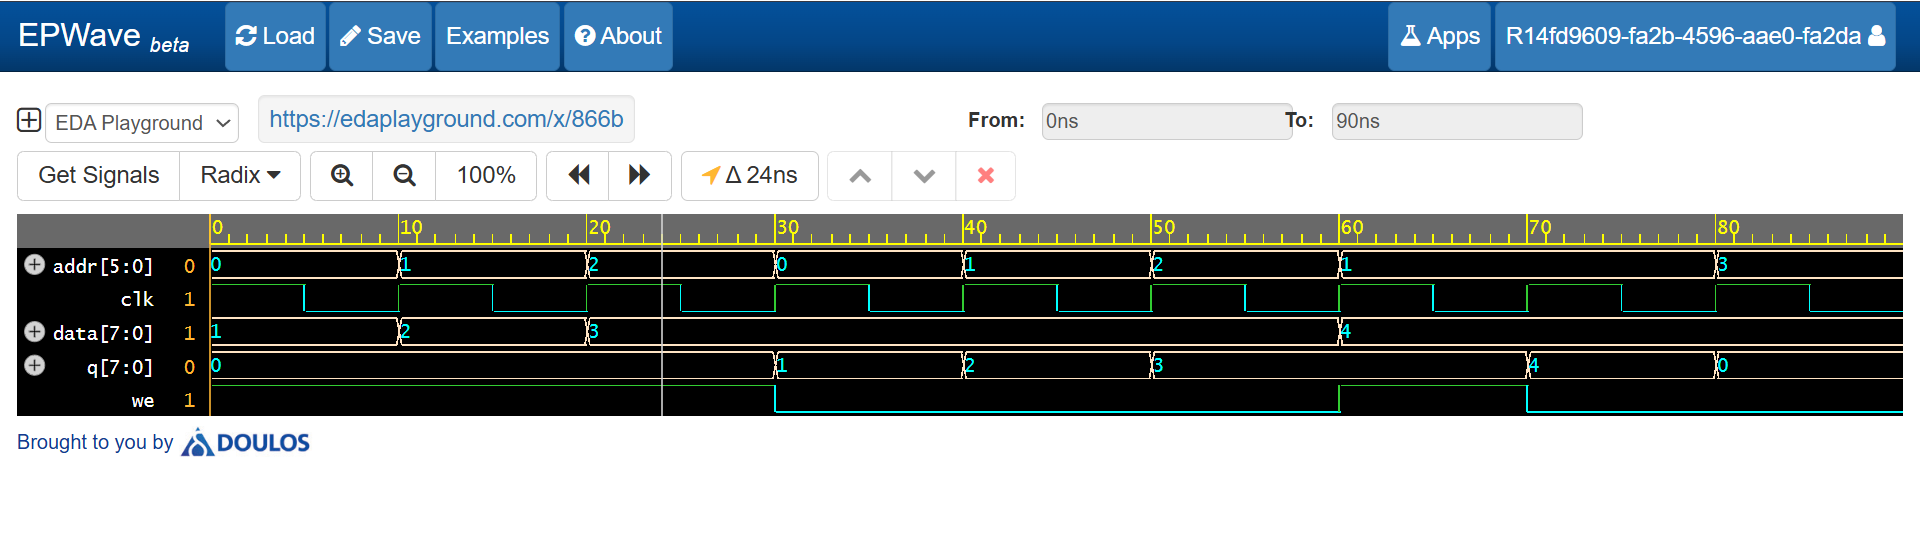 EPWave beta Load Save Examples About Apps R14fd9609-fa2b-4596-aae0-fa2da
EDA Playground https://edaplayground.com/x/866b From: 0ns To: 90ns
Get Signals Radix 100% Δ 24ns
0 10 20 30 40 50 60 70 80
addr[5:0] 0 0 1 2 0 1 2 1 3
clk 1
data[7:0] 1 1 2 3 4
q[7:0] 0 0 1 2 3 4 0
we 1
Brought to you by DOULOS